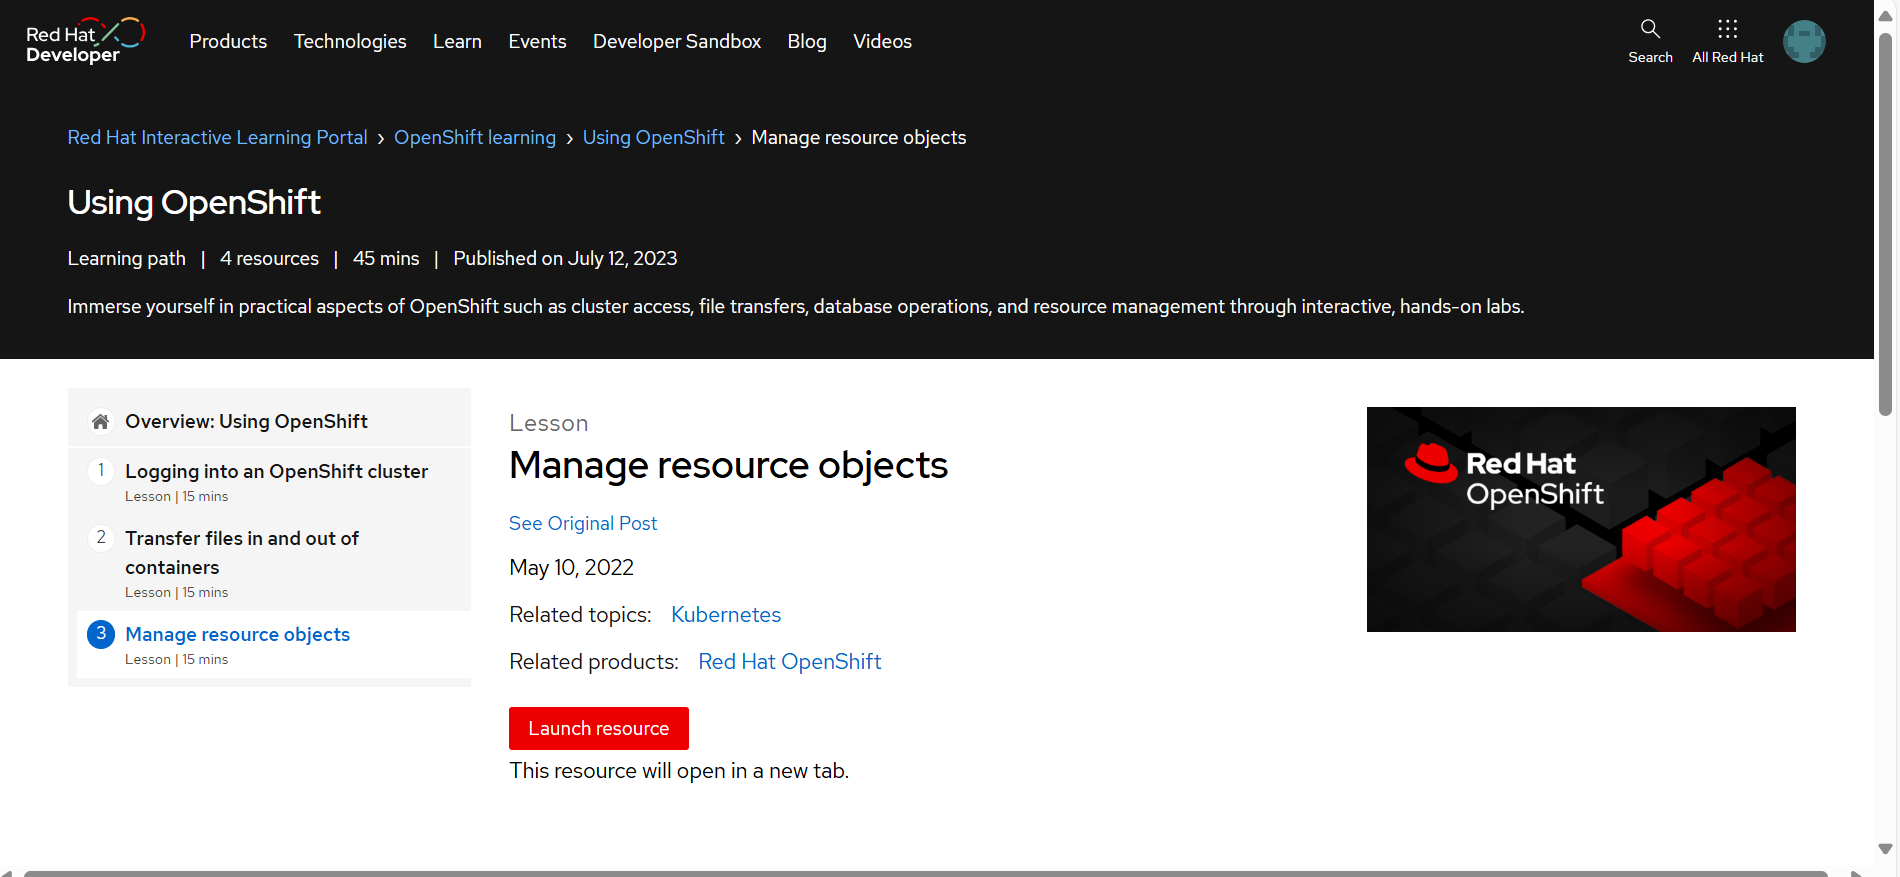 Red Hat
Developer
Products
Technologies
Learn
Events
Developer Sandbox
Blog
Videos
Search
All Red Hat
Red Hat Interactive Learning Portal › OpenShift learning › Using OpenShift › Manage resource objects
Using OpenShift
Learning path | 4 resources | 45 mins | Published on July 12, 2023
Immerse yourself in practical aspects of OpenShift such as cluster access, file transfers, database operations, and resource management through interactive, hands-on labs.
Overview: Using OpenShift
1 Logging into an OpenShift cluster
Lesson | 15 mins
2 Transfer files in and out of
containers
Lesson | 15 mins
3 Manage resource objects
Lesson | 15 mins
Lesson
Manage resource objects
See Original Post
May 10, 2022
Related topics: Kubernetes
Related products: Red Hat OpenShift
Launch resource
This resource will open in a new tab.
Red Hat
OpenShift